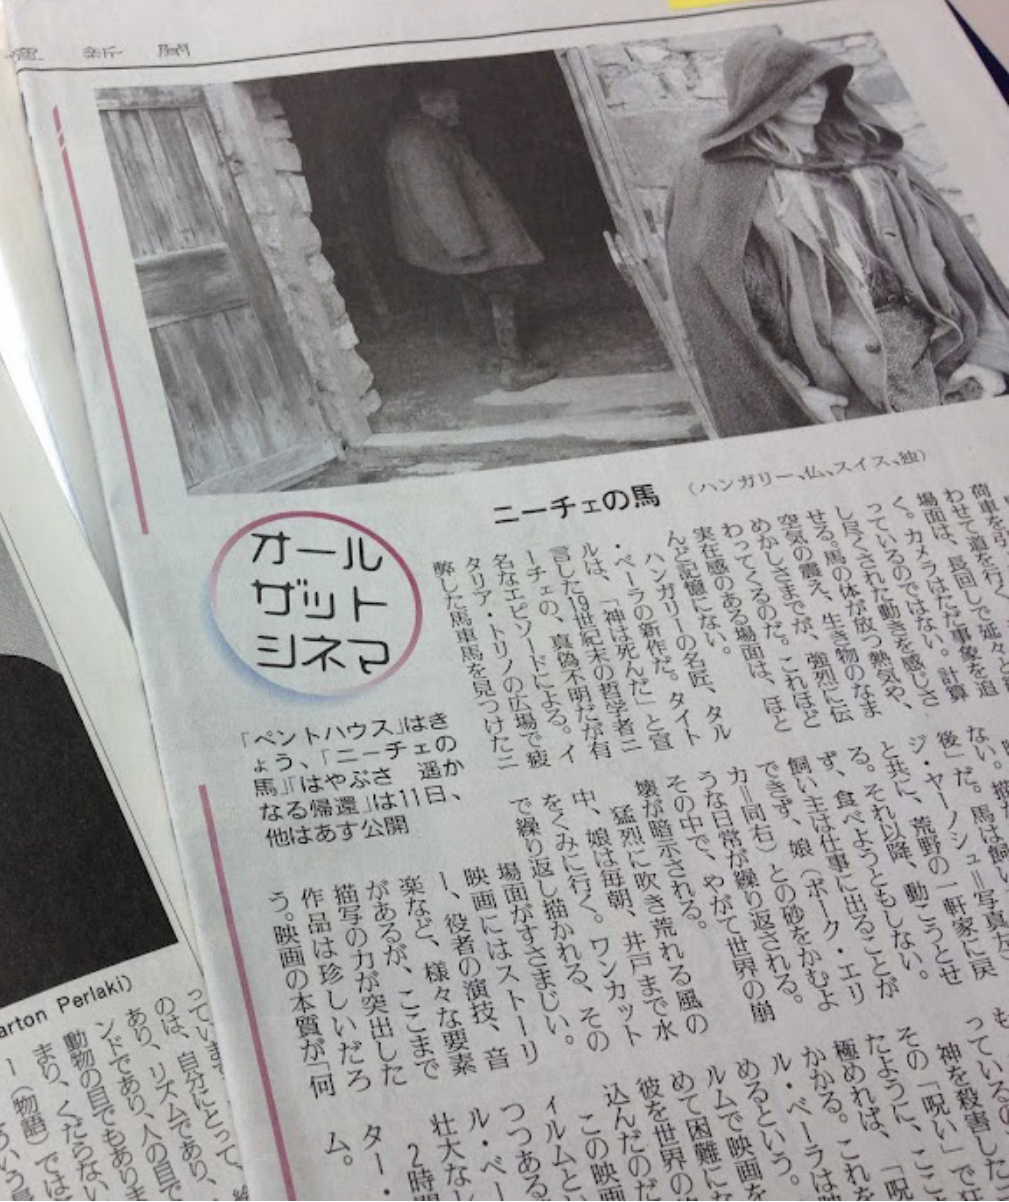 新聞
ニーチェの馬
(ハンガリー、仏、スイス、独)
オール
ザット
シネマ
「ペントハウス」はき
ょう、「ニーチェの
馬」「はやぶさ 遥か
なる帰還」は11日、
他はあす公開
荷車を引
わせて道を行く
場面は、長回しで延々と
く。カメラはただ事象を追
っているのではない。計算
し尽くされた動きを感じさ
せる。馬の体が放つ熱気や、
空気の震え、生き物のなま
めかしさまでが、強烈に伝
わってくるのだ。これほど
実在感のある場面は、ほと
んど記憶にない。
ハンガリーの名匠、タル
・ベーラの新作だ。タイト
ルは、「神は死んだ」と宣
言した19世紀末の哲学者ニ
ーチェの、真偽不明だが有
名なエピソードによる。イ
タリア・トリノの広場で疲
弊した馬車馬を見つけたニ
ない。
後」だ。馬は飼い
ジ・ヤーノシュ=写真左)
と共に、荒野の一軒家に戻
る。それ以降、動こうとせ
ず、食べようともしない。
飼い主は仕事に出ることが
できず、娘(ボーク・エリ
カ=同右)との砂をかむよ
うな日常が繰り返される。
その中で、やがて世界の崩
壊が暗示される。
猛烈に吹き荒れる風の
中、娘は毎朝、井戸まで水
をくみに行く。ワンカット
で繰り返し描かれる、その
場面がすさまじい。
映画にはストーリ
ー、役者の演技、音
楽など、様々な要素
があるが、ここまで
描写の力が突出した
作品は珍しいだろ
う。映画の本質が「何
も
っているの
神を殺害したこ
その「呪い」で
たように、ここ
極めれば、「呪
かかる。これを
ル・ベーラは
めるという。
ルムで映画を
めて困難にな
彼を世界の
込んだのだ
この映画
ィルムと
つつある
ル・ベー
壮大なレ
2時間
ター・
ム。
arton Perlaki)
ってい
のは、自分にとって、
あり、リズムであり、
ンドであり、人の目で
動物の目でもありま
まり、くだらない
ー(物語)では